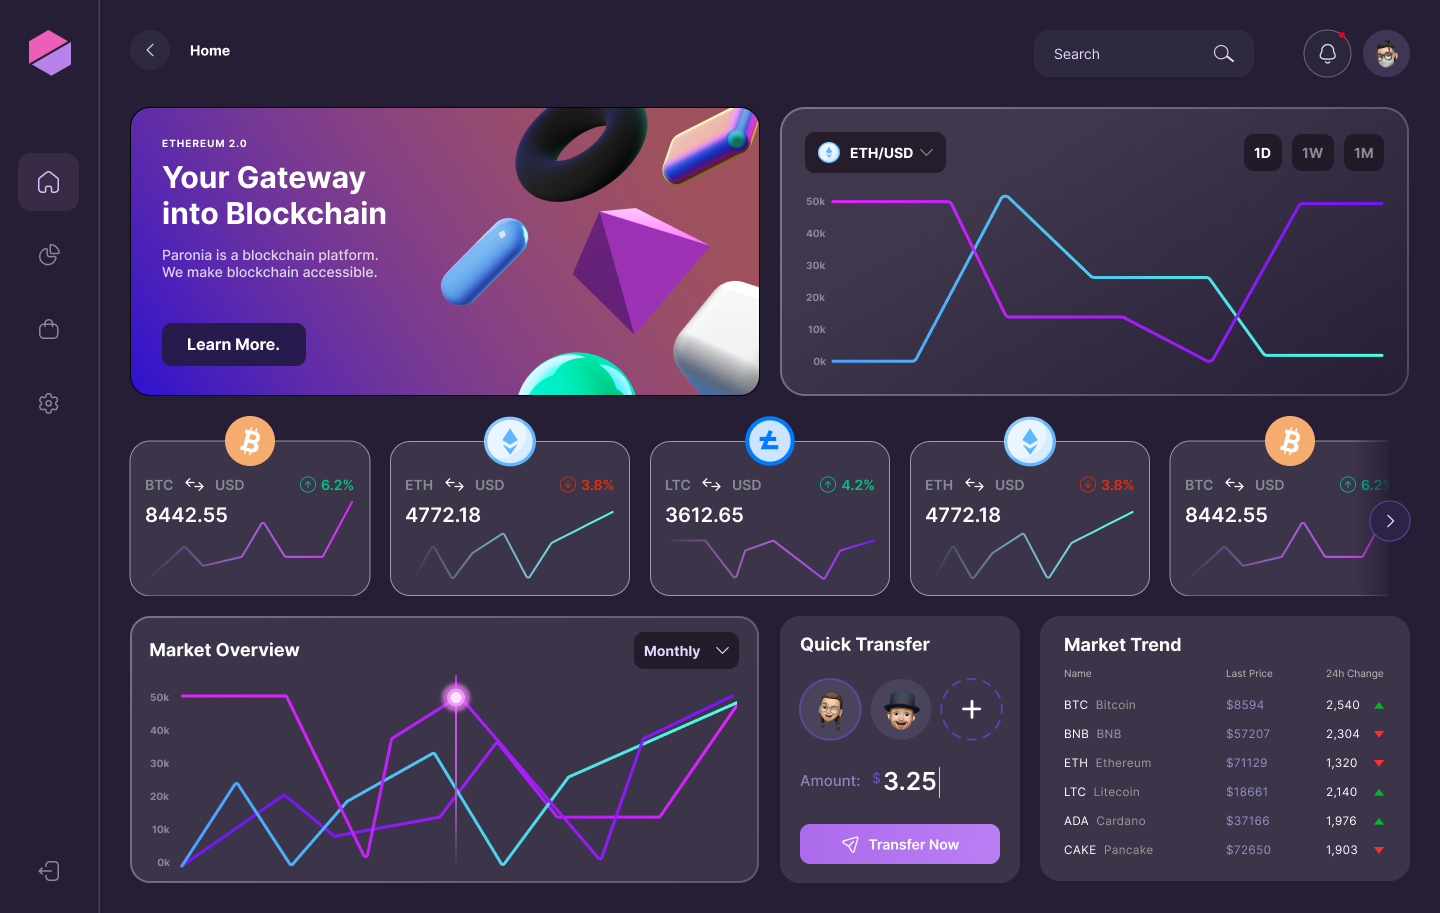 Home
Search
ETHEREUM 2.0
Your Gateway
into Blockchain
Paronia is a blockchain platform.
We make blockchain accessible.
Learn More.
ETH/USD
1D 1W 1M
50k
40k
30k
20k
10k
0k
BTC USD 6.2%
8442.55
ETH USD 3.8%
4772.18
LTC USD 4.2%
3612.65
ETH USD 3.8%
4772.18
BTC USD 6.2%
8442.55
Market Overview
Monthly
50k
40k
30k
20k
10k
0k
Quick Transfer
Amount: $3.25
Transfer Now
Market Trend
Name Last Price 24h Change
BTC Bitcoin $8594 2,540
BNB BNB $57207 2,304
ETH Ethereum $71129 1,320
LTC Litecoin $18661 2,140
ADA Cardano $37166 1,976
CAKE Pancake $72650 1,903